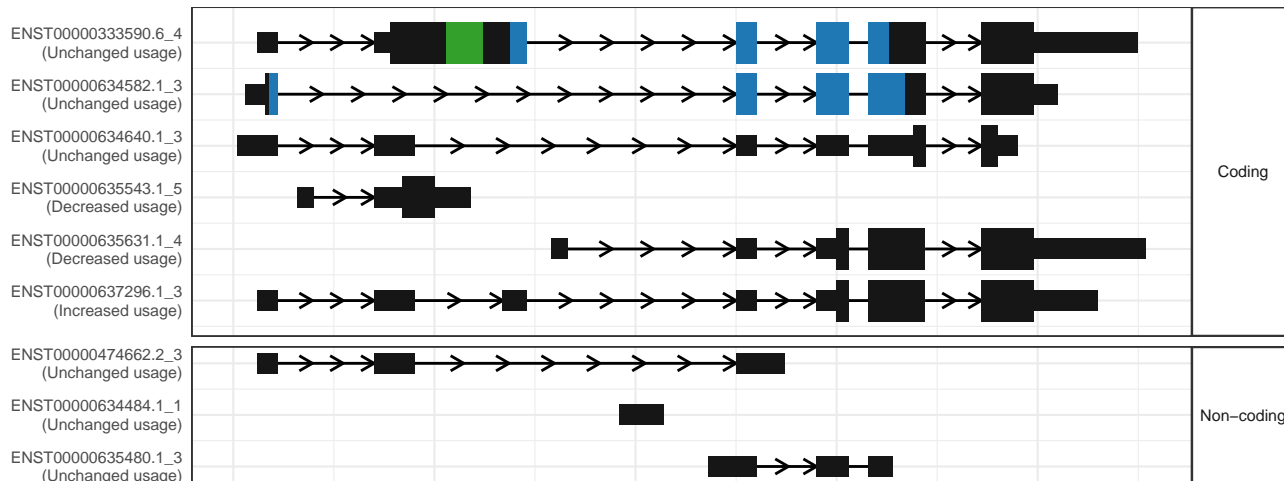 ENST00000333590.6_4
(Unchanged usage)
ENST00000634582.1_3
(Unchanged usage)
ENST00000634640.1_3
(Unchanged usage)
ENST00000635543.1_5
(Decreased usage)
ENST00000635631.1_4
(Decreased usage)
ENST00000637296.1_3
(Increased usage)
Coding
ENST00000474662.2_3
(Unchanged usage)
ENST00000634484.1_1
(Unchanged usage)
ENST00000635480.1_3
(Unchanged usage)
Non−coding